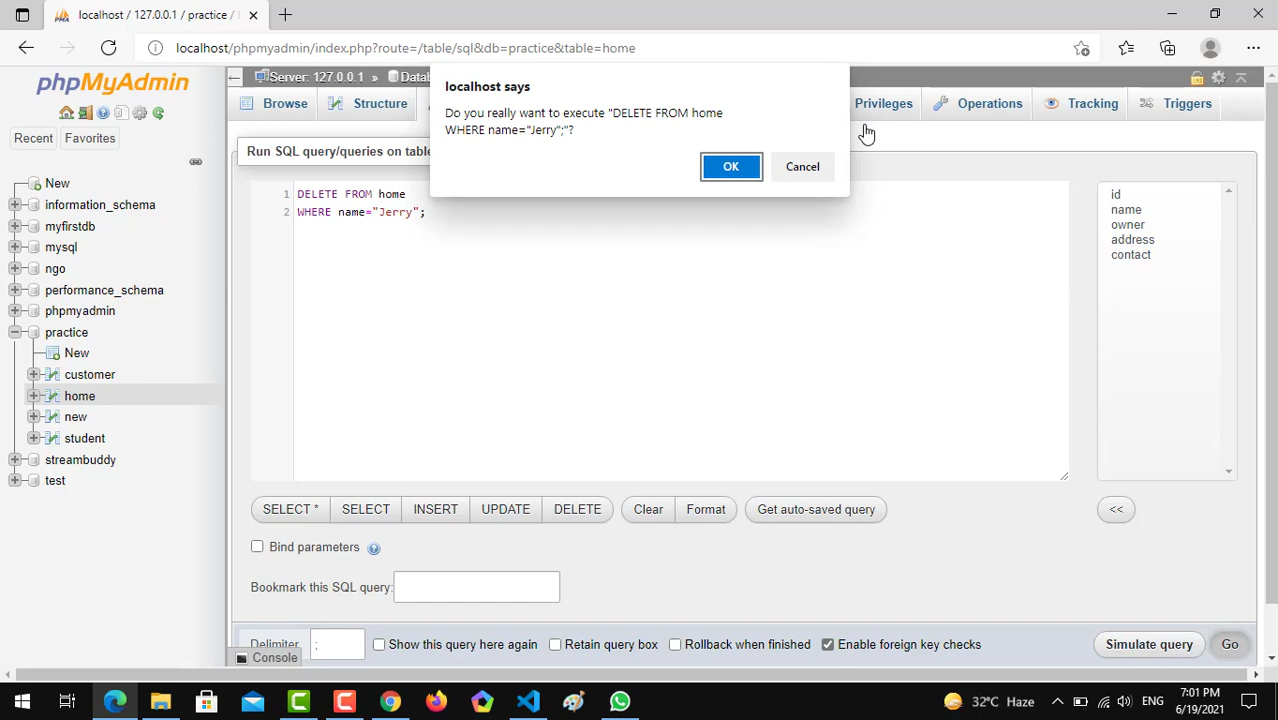 localhost / 127.0.0.1 / practice /
localhost/phpmyadmin/index.php?route=/table/sql&db=practice&table=home
phpMyAdmin
Recent Favorites
New
information_schema
myfirstdb
mysql
ngo
performance_schema
phpmyadmin
practice
New
customer
home
new
student
streambuddy
test
Server: 127.0.0.1 »
Browse Structure Privileges Operations Tracking Triggers
localhost says
Do you really want to execute "DELETE FROM home
WHERE name="Jerry";"?
OK Cancel
Run SQL query/queries on table
1 DELETE FROM home
2 WHERE name="Jerry";
id
name
owner
address
contact
SELECT * SELECT INSERT UPDATE DELETE Clear Format Get auto-saved query <<
Bind parameters
Bookmark this SQL query:
Delimiter ; Show this query here again Retain query box Rollback when finished Enable foreign key checks Simulate query Go
Console
32°C Haze ENG
7:01 PM
6/19/2021